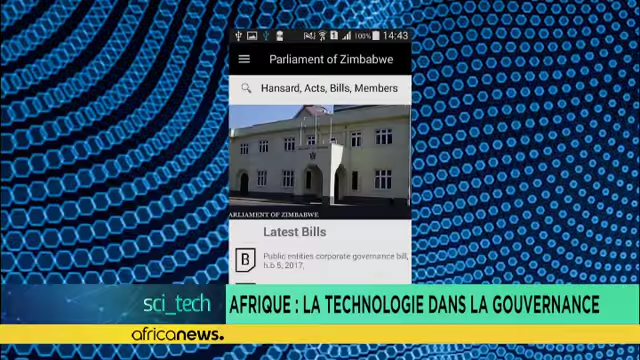 100% 14:43
Parliament of Zimbabwe
Hansard, Acts, Bills, Members
ARLIAMENT OF ZIMBABWE
Latest Bills
B
Public entities corporate governance bill,
h.b 5, 2017,
sci_tech
AFRIQUE : LA TECHNOLOGIE DANS LA GOUVERNANCE
africanews.